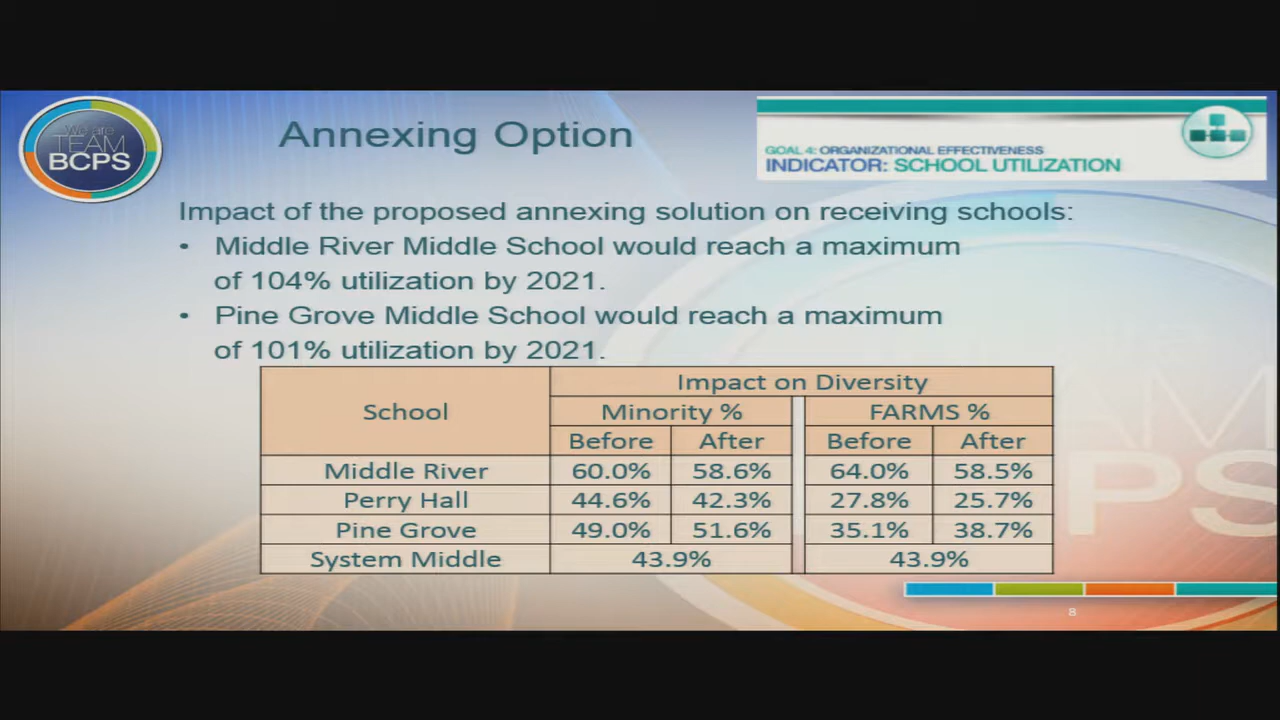 We are
TEAM
BCPS
Annexing Option
GOAL 4: ORGANIZATIONAL EFFECTIVENESS
INDICATOR: SCHOOL UTILIZATION
Impact of the proposed annexing solution on receiving schools:
• Middle River Middle School would reach a maximum
of 104% utilization by 2021.
• Pine Grove Middle School would reach a maximum
of 101% utilization by 2021.
School Impact on Diversity
Minority % FARMS %
Before After Before After
Middle River 60.0% 58.6% 64.0% 58.5%
Perry Hall 44.6% 42.3% 27.8% 25.7%
Pine Grove 49.0% 51.6% 35.1% 38.7%
System Middle 43.9% 43.9%
8